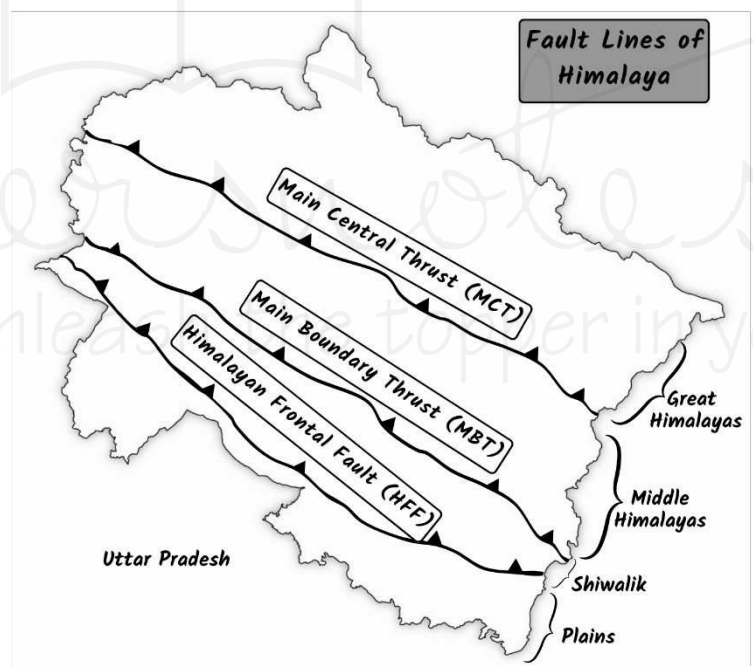 Fault Lines of
Himalaya
Main Central Thrust (MCT)
Main Boundary Thrust (MBT)
Himalayan Frontal Fault (HFF)
Great
Himalayas
Middle
Himalayas
Uttar Pradesh
Shiwalik
Plains